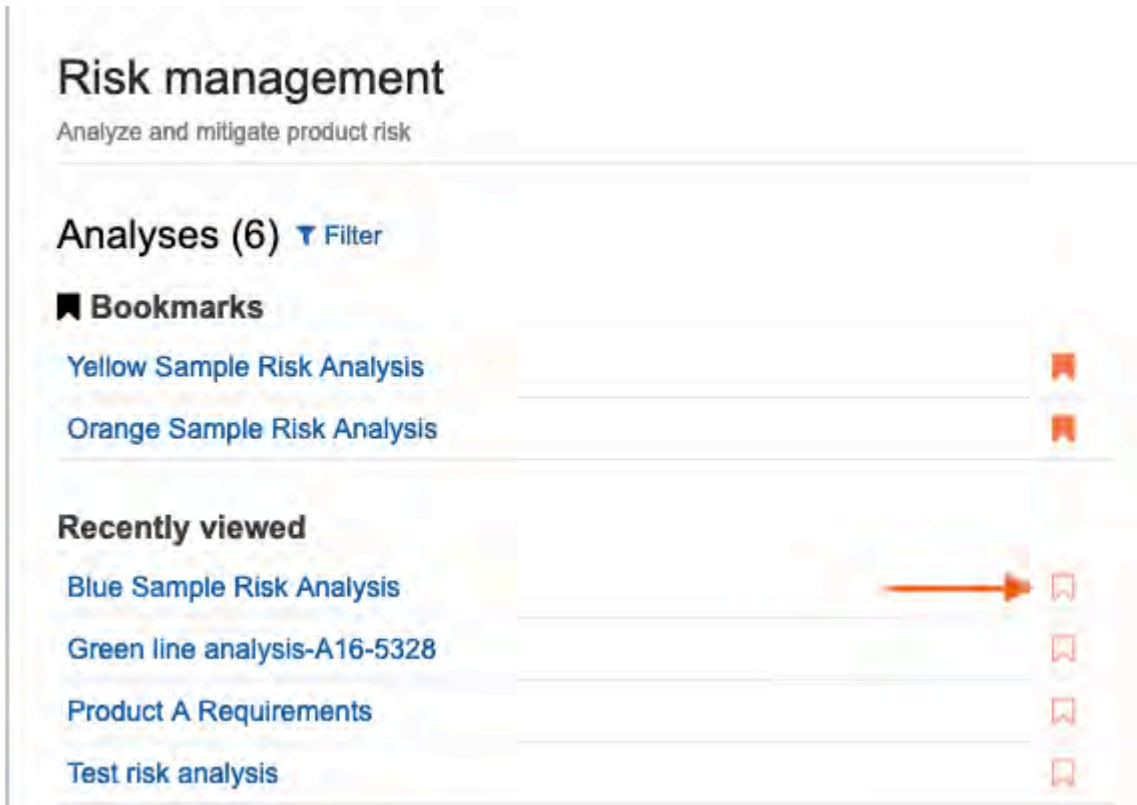 Risk management
Analyze and mitigate product risk
Analyses (6) Filter
Bookmarks
Yellow Sample Risk Analysis
Orange Sample Risk Analysis
Recently viewed
Blue Sample Risk Analysis
Green line analysis-A16-5328
Product A Requirements
Test risk analysis